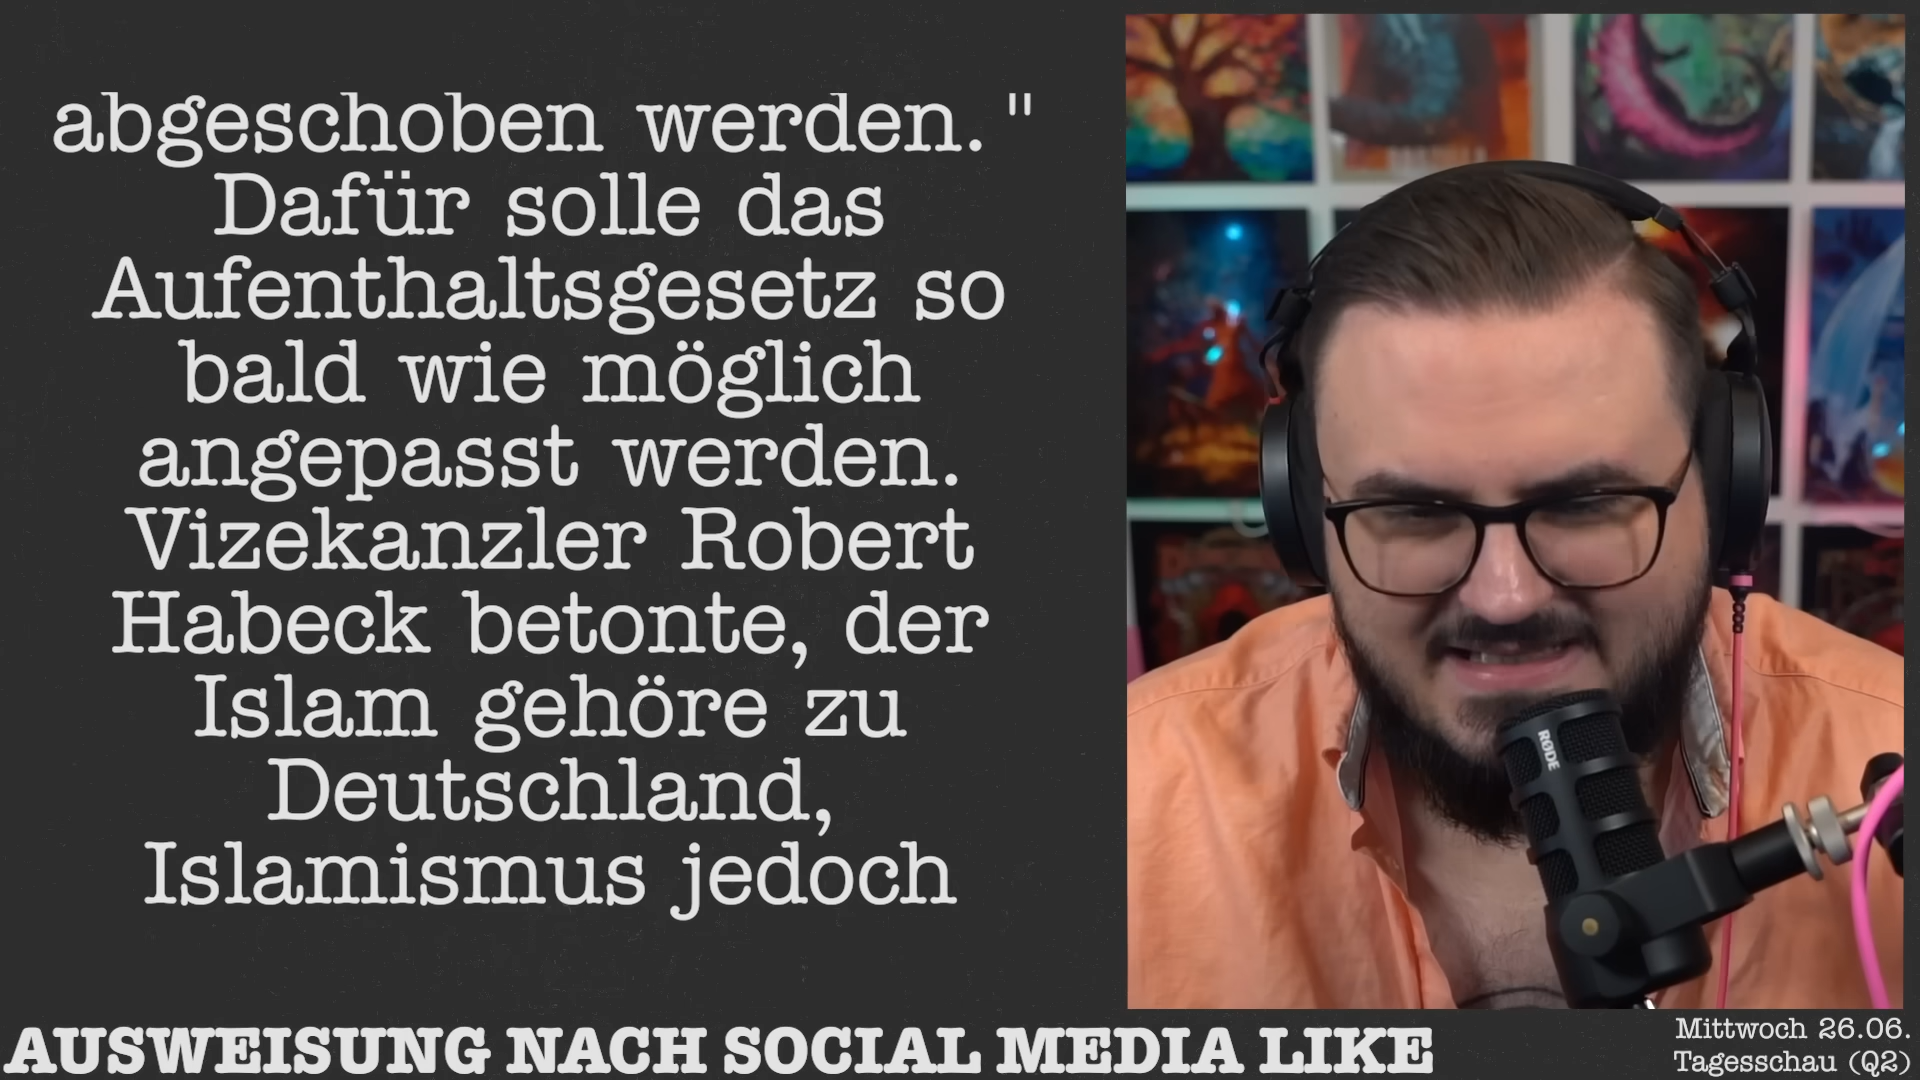 abgeschoben werden. "
Dafür solle das
Aufenthaltsgesetz so
bald wie möglich
angepasst werden.
Vizekanzler Robert
Habeck betonte, der
Islam gehöre zu
Deutschland,
Islamismus jedoch
RØDE
AUSWEISUNG NACH SOCIAL MEDIA LIKE
Mittwoch 26.06.
Tagesschau (Q2)